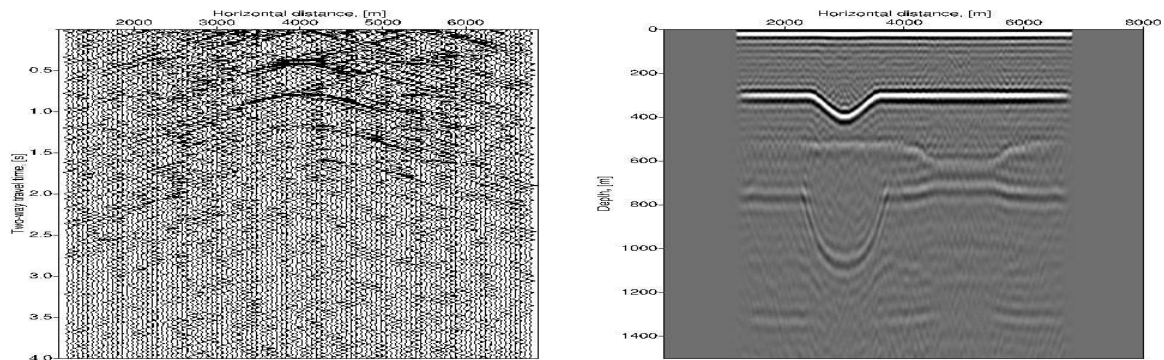 Horizontal distance, [m]
2000 3000 4000 5000 6000
Two-way travel time, [s]
0.5
1.0
1.5
2.0
2.5
3.0
3.5
4.0
Horizontal distance, [m]
2000 4000 6000 8000
Depth, [m]
0
200
400
600
800
1000
1200
1400